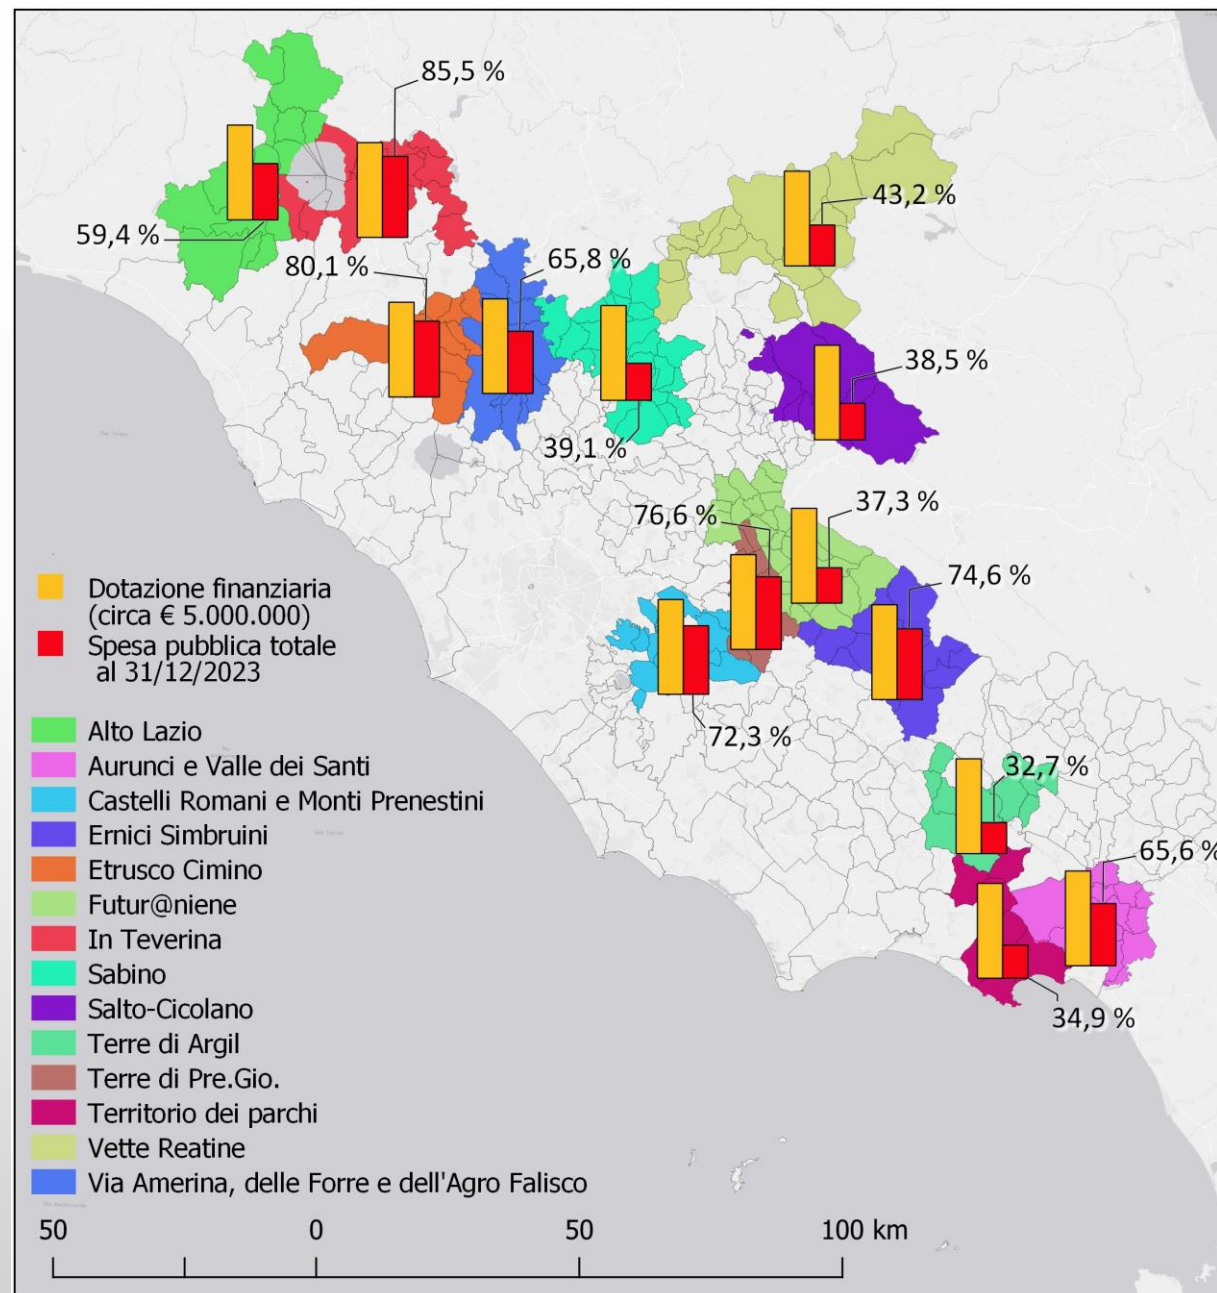 85,5 %
43,2 %
59,4 %
80,1 %
65,8 %
38,5 %
39,1 %
76,6 %
37,3 %
74,6 %
72,3 %
32,7 %
65,6 %
34,9 %
Dotazione finanziaria
(circa € 5.000.000)
Spesa pubblica totale
al 31/12/2023
Alto Lazio
Aurunci e Valle dei Santi
Castelli Romani e Monti Prenestini
Ernici Simbruini
Etrusco Cimino
Futur@niene
In Teverina
Sabino
Salto-Cicolano
Terre di Argil
Terre di Pre.Gio.
Territorio dei parchi
Vette Reatine
Via Amerina, delle Forre e dell'Agro Falisco
50 0 50 100 km